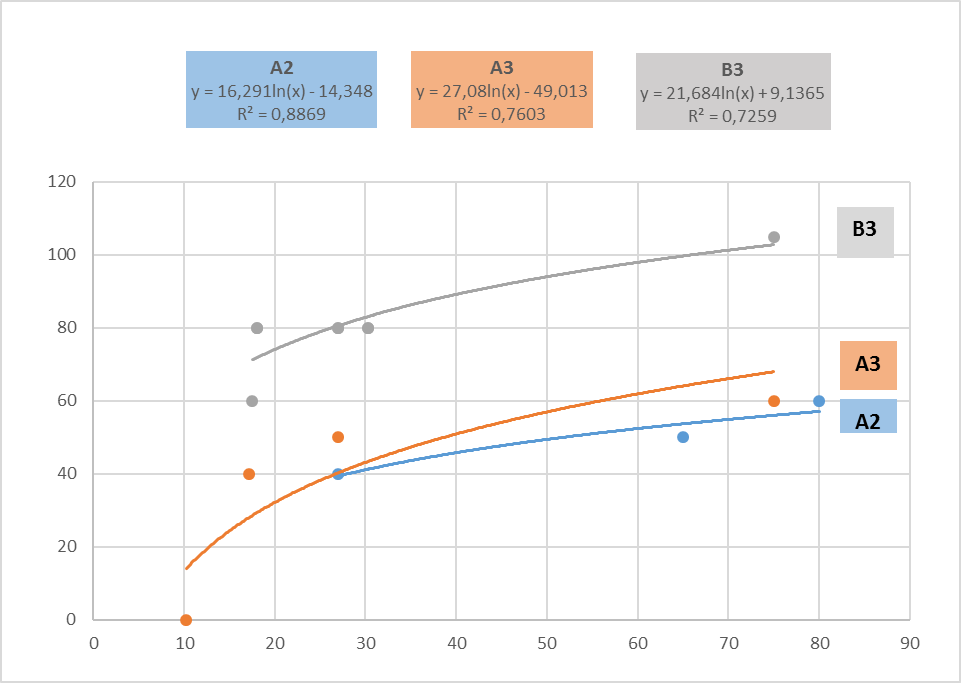 A2
y = 16,291ln(x) - 14,348
R² = 0,8869
A3
y = 27,08ln(x) - 49,013
R² = 0,7603
B3
y = 21,684ln(x) + 9,1365
R² = 0,7259
120
100
80
60
40
20
0
B3
A3
A2
0 10 20 30 40 50 60 70 80 90